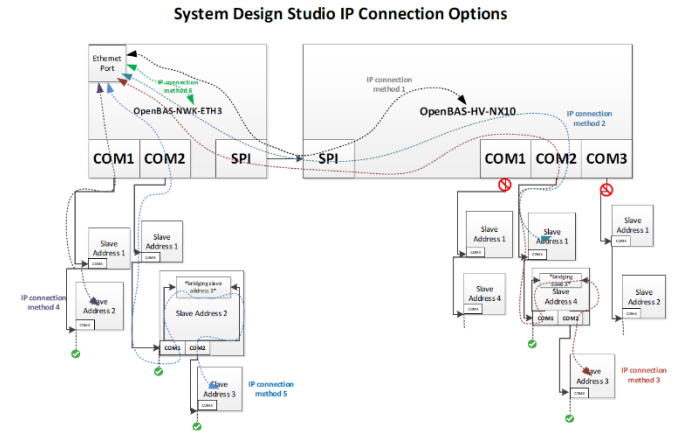 System Design Studio IP Connection Options
Ethernet
Port
IP connection
method 6
IP connection
method 1
OpenBAS-NWK-ETH3
OpenBAS-HV-NX10
IP connection
method 2
COM1
COM2
SPI
SPI
COM1
COM2
COM3
Slave
Address 1
Slave
Address 1
Slave
Address 1
Slave
Address 1
Slave
Address 1
IP connection
method 4
Slave
Address 2
*bridging slave
address 3*
Slave Address 2
COM1
COM2
Slave
Address 4
Slave
Address 4
COM1
COM2
Slave
Address 2
Slave
Address 3
IP connection
method 5
Slave
Address 3
IP connection
method 3